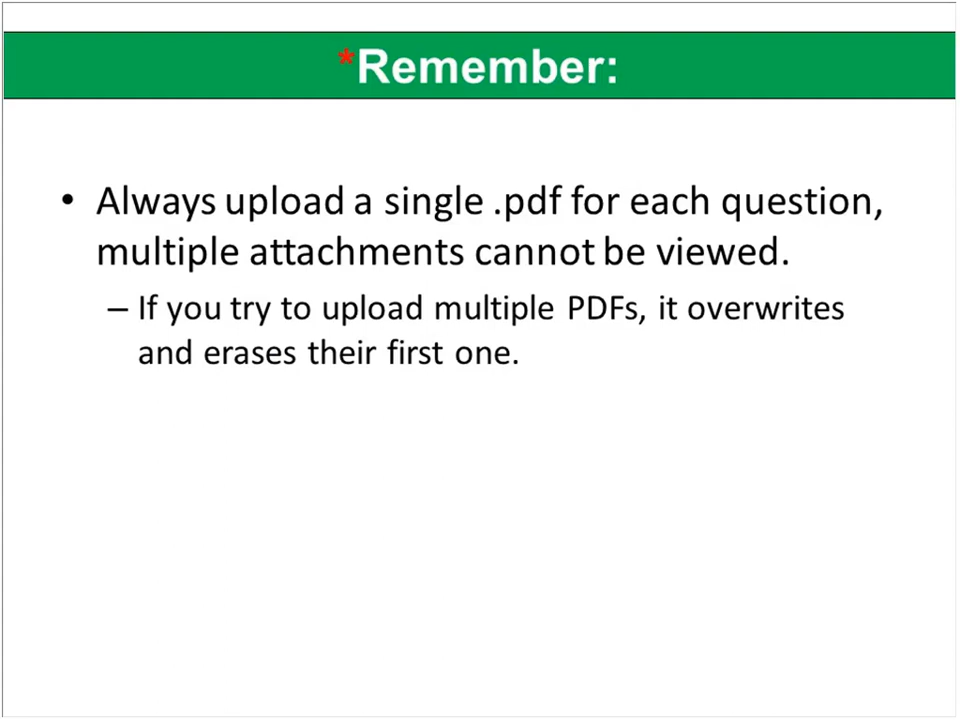 *Remember:
• Always upload a single .pdf for each question,
multiple attachments cannot be viewed.
– If you try to upload multiple PDFs, it overwrites
and erases their first one.